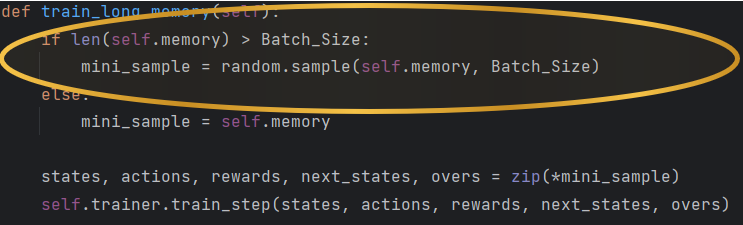 def train_long_memory(self):
    if len(self.memory) > Batch_Size:
        mini_sample = random.sample(self.memory, Batch_Size)
    else:
        mini_sample = self.memory
    states, actions, rewards, next_states, overs = zip(*mini_sample)
    self.trainer.train_step(states, actions, rewards, next_states, overs)